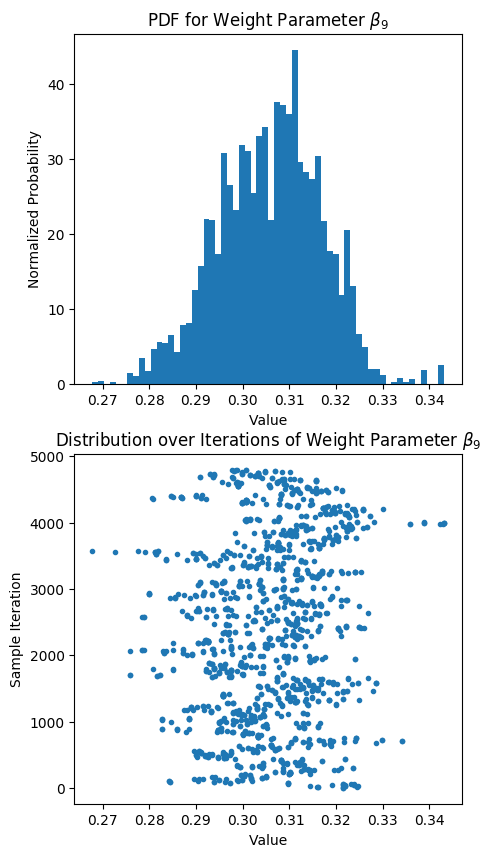 PDF for Weight Parameter β₉
Normalized Probability
40
30
20
10
0
0.27 0.28 0.29 0.30 0.31 0.32 0.33 0.34
Value
Distribution over Iterations of Weight Parameter β₉
Sample Iteration
5000
4000
3000
2000
1000
0
0.27 0.28 0.29 0.30 0.31 0.32 0.33 0.34
Value